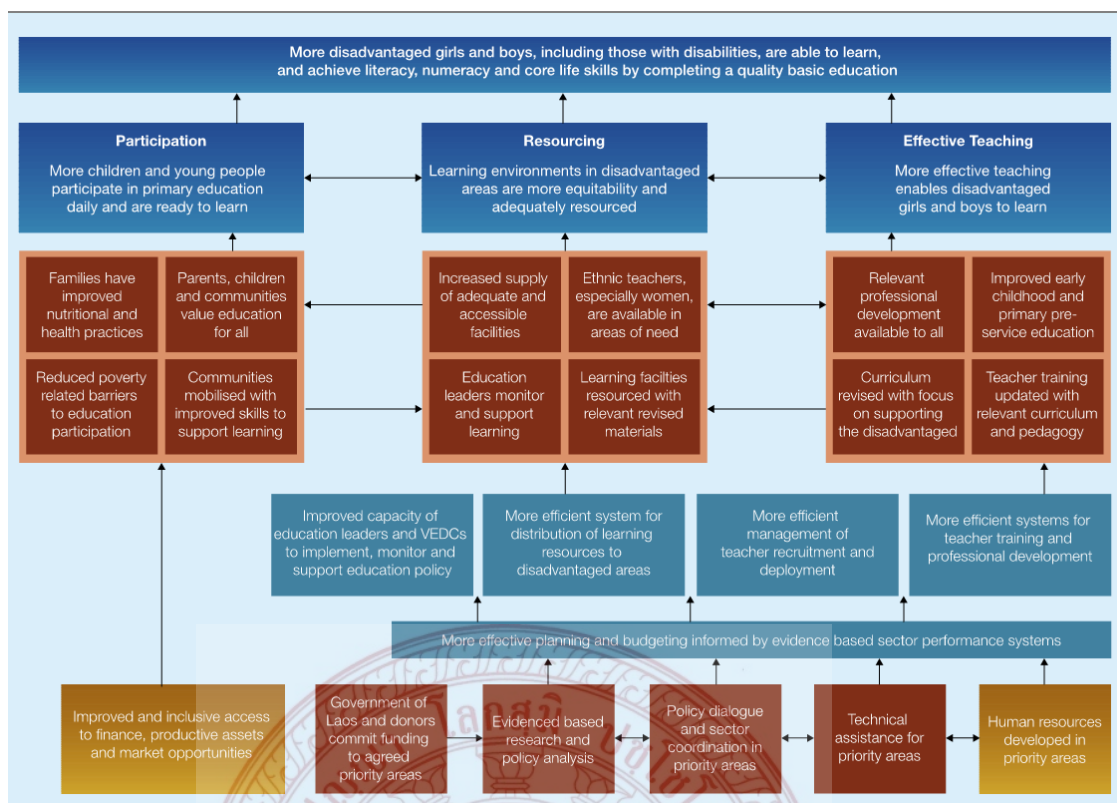 More disadvantaged girls and boys, including those with disabilities, are able to learn,
and achieve literacy, numeracy and core life skills by completing a quality basic education
Participation
More children and young people
participate in primary education
daily and are ready to learn
Resourcing
Learning environments in disadvantaged
areas are more equitability and
adequately resourced
Effective Teaching
More effective teaching
enables disadvantaged
girls and boys to learn
Families have
improved
nutritional and
health practices
Parents, children
and communities
value education
for all
Reduced poverty
related barriers
to education
participation
Communities
mobilised with
improved skills to
support learning
Increased supply
of adequate and
accessible
facilities
Ethnic teachers,
especially women,
are available in
areas of need
Education
leaders monitor
and support
learning
Learning facilties
resourced with
relevant revised
materials
Relevant
professional
development
available to all
Improved early
childhood and
primary pre-
service education
Curriculum
revised with focus
on supporting
the disadvantaged
Teacher training
updated with
relevant curriculum
and pedagogy
Improved capacity of
education leaders and VEDCs
to implement, monitor and
support education policy
More efficient system for
distribution of learning
resources to
disadvantaged areas
More efficient
management of
teacher recruitment and
deployment
More efficient systems for
teacher training and
professional development
More effective planning and budgeting informed by evidence based sector performance systems
Improved and inclusive access
to finance, productive assets
and market opportunities
Government of
Laos and donors
commit funding
to agreed
priority areas
Evidenced based
research and
policy analysis
Policy dialogue
and sector
coordination in
priority areas
Technical
assistance for
priority areas
Human resources
developed in
priority areas